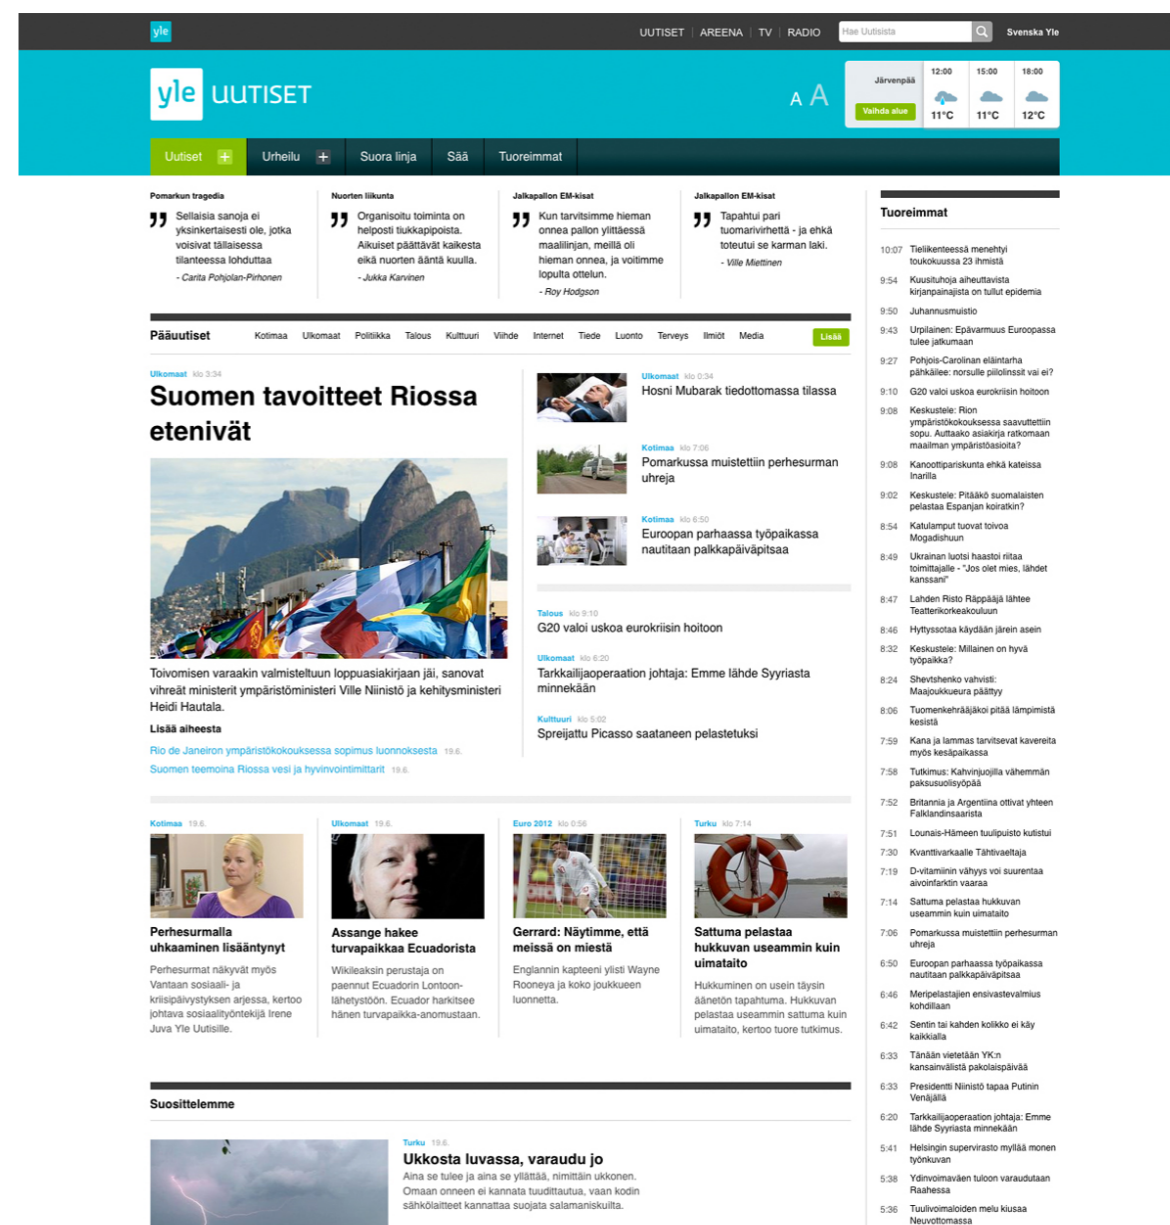 yle
UUTISET
AREENA
TV
RADIO
Hae Uutisista
Svenska Yle
yle UUTISET
A A
Järvenpää
Vaihda alue
12:00
15:00
18:00
11°C
11°C
12°C
Uutiset +
Urheilu +
Suora linja
Sää
Tuoreimmat
Pomarkun tragedia
Sellaisia sanoja ei
yksinkertaisesti ole, jotka
voisivat tällaisessa
tilanteessa lohduttaa
- Carita Pohjolan-Pirhonen
Nuorten liikunta
Organisoitu toiminta on
helposti tiukkapipoista.
Aikuiset päättävät kaikesta
eikä nuorten ääntä kuulla.
- Jukka Karvinen
Jalkapallon EM-kisat
Kun tarvitsimme hieman
onnea pallon ylittäessä
maalilinjan, meillä oli
hieman onnea, ja voitimme
lopulta ottelun.
- Roy Hodgson
Jalkapallon EM-kisat
Tapahtui pari
tuomarivirhettä - ja ehkä
toteutui se karman laki.
- Ville Miettinen
Pääuutiset
Kotimaa Ulkomaat Politiikka Talous Kulttuuri Viihde Internet Tiede Luonto Terveys Ilmiöt Media
Lisää
Ulkomaat klo 3:34
Suomen tavoitteet Riossa
etenivät
Toivomisen varaakin valmisteltuun loppuasiakirjaan jäi, sanovat
vihreät ministerit ympäristöministeri Ville Niinistö ja kehitysministeri
Heidi Hautala.
Lisää aiheesta
Rio de Janeiron ympäristökokouksessa sopimus luonnoksesta 19.6.
Suomen teemoina Riossa vesi ja hyvinvointimittarit 19.6.
Ulkomaat klo 0:34
Hosni Mubarak tiedottomassa tilassa
Kotimaa klo 7:06
Pomarkussa muistettiin perhesurman
uhreja
Kotimaa klo 6:50
Euroopan parhaassa työpaikassa
nautitaan palkkapäiväpitsaa
Talous klo 9:10
G20 valoi uskoa eurokriisin hoitoon
Ulkomaat klo 6:20
Tarkkailijaoperaation johtaja: Emme lähde Syyriasta
minnekään
Kulttuuri klo 5:02
Spreijattu Picasso saataneen pelastetuksi
Kotimaa 19.6.
Perhesurmalla
uhkaaminen lisääntynyt
Perhesurmat näkyvät myös
Vantaan sosiaali- ja
kriisipäivystyksen arjessa, kertoo
johtava sosiaalityöntekijä Irene
Juva Yle Uutisille.
Ulkomaat 19.6.
Assange hakee
turvapaikkaa Ecuadorista
Wikileaksin perustaja on
paennut Ecuadorin Lontoon-
lähetystöön. Ecuador harkitsee
hänen turvapaikka-anomustaan.
Euro 2012 klo 0:56
Gerrard: Näytimme, että
meissä on miestä
Englannin kapteeni ylisti Wayne
Rooneya ja koko joukkueen
luonnetta.
Turku klo 7:14
Sattuma pelastaa
hukkuvan useammin kuin
uimataito
Hukkuminen on usein täysin
äänetön tapahtuma. Hukkuvan
pelastaa useammin sattuma kuin
uimataito, kertoo tuore tutkimus.
Suosittelemme
Turku 19.6.
Ukkosta luvassa, varaudu jo
Aina se tulee ja aina se yllättää, nimittäin ukkonen.
Omaan onneen ei kannata tuudittautua, vaan kodin
sähkölaitteet kannattaa suojata salamaniskuilta.
Tuoreimmat
10:07 Tieliikenteessä menehtyi
toukokuussa 23 ihmistä
9:54 Kuusituhoja aiheuttavista
kirjanpainajista on tullut epidemia
9:50 Juhannusmuistio
9:43 Urpilainen: Epävarmuus Euroopassa
tulee jatkumaan
9:27 Pohjois-Carolinan eläintarha
pähkäilee: norsulle piilolinssit vai ei?
9:10 G20 valoi uskoa eurokriisin hoitoon
9:08 Keskustele: Rion
ympäristökokouksessa saavuttettiin
sopu. Auttaako asiakirja ratkomaan
maailman ympäristöasioita?
9:08 Kanoottipariskunta ehkä kateissa
Inarilla
9:02 Keskustele: Pitääkö suomalaisten
pelastaa Espanjan koiratkin?
8:54 Katulamput tuovat toivoa
Mogadishuun
8:49 Ukrainan luotsi haastoi riitaa
toimittajalle - "Jos olet mies, lähdet
kanssani"
8:47 Lahden Risto Räppääjä lähtee
Teatterikorkeakouluun
8:46 Hyttyssotaa käydään järein asein
8:32 Keskustele: Millainen on hyvä
työpaikka?
8:24 Shevtshenko vahvisti:
Maajoukkueura päättyy
8:06 Tuomenkehrääjäkoi pitää lämpimistä
kesistä
7:59 Kana ja lammas tarvitsevat kavereita
myös kesäpaikassa
7:58 Tutkimus: Kahvinjuojilla vähemmän
paksusuolisyöpää
7:52 Britannia ja Argentiina ottivat yhteen
Falklandinsaarista
7:51 Lounais-Hämeen tuulipuisto kutistui
7:30 Kvanttivarkaalle Tähtivaeltaja
7:19 D-vitamiinin vähyys voi suurentaa
aivoinfarktin vaaraa
7:14 Sattuma pelastaa hukkuvan
useammin kuin uimataito
7:06 Pomarkussa muistettiin perhesurman
uhreja
6:50 Euroopan parhaassa työpaikassa
nautitaan palkkapäiväpitsaa
6:46 Meripelastajien ensivastevalmius
kohdillaan
6:42 Sentin tai kahden kolikko ei käy
kaikkialla
6:33 Tänään vietetään YK:n
kansainvälistä pakolaispäivää
6:33 Presidentti Niinistö tapaa Putinin
Venäjällä
6:20 Tarkkailijaoperaation johtaja: Emme
lähde Syyriasta minnekään
5:41 Helsingin supervirasto myllää monen
työnkuvan
5:38 Ydinvoimaväen tuloon varaudutaan
Raahessa
5:36 Tuulivoimaloiden melu kiusaa
Neuvottomassa